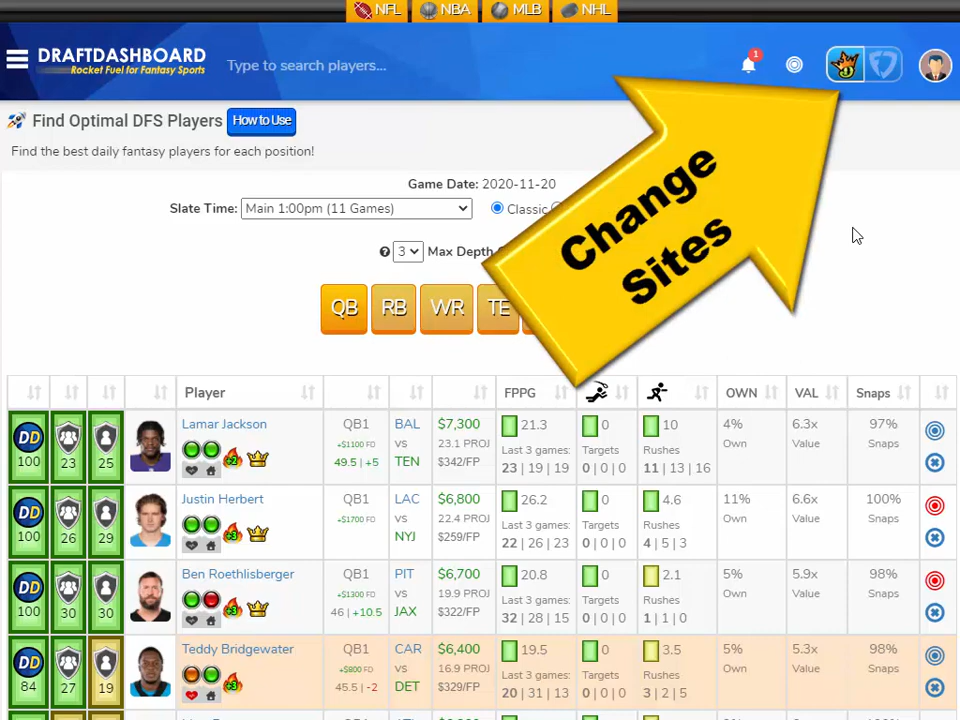 NFL NBA MLB NHL
DRAFTDASHBOARD
Rocket Fuel for Fantasy Sports
Type to search players...
1
Find Optimal DFS Players How to Use
Find the best daily fantasy players for each position!
Game Date: 2020-11-20
Slate Time: Main 1:00pm (11 Games) Classic
3 Max Depth
Change
Sites
QB RB WR TE
Player FPPG OWN VAL Snaps
DD 100 23 25 Lamar Jackson QB1 BAL $7,300 21.3 0 10 4% 6.3x 97%
+2 +$1100 FD vs 23.1 PROJ Last 3 games: Targets Rushes Own Value Snaps
49.5 | +5 TEN $342/FP 23 | 19 | 19 0 | 0 | 0 11 | 13 | 16
DD 100 26 29 Justin Herbert QB1 LAC $6,800 26.2 0 4.6 11% 6.6x 100%
+3 +$1700 FD vs 22.4 PROJ Last 3 games: Targets Rushes Own Value Snaps
NYJ $259/FP 22 | 26 | 23 0 | 0 | 0 4 | 5 | 3
DD 100 30 30 Ben Roethlisberger QB1 PIT $6,700 20.8 0 2.1 5% 5.9x 98%
+3 +$1300 FD vs 19.9 PROJ Last 3 games: Targets Rushes Own Value Snaps
46 | +10.5 JAX $322/FP 32 | 28 | 15 0 | 0 | 0 1 | 1 | 0
DD 84 27 19 Teddy Bridgewater QB1 CAR $6,400 19.5 0 3.5 5% 5.3x 98%
+3 +$800 FD vs 16.9 PROJ Last 3 games: Targets Rushes Own Value Snaps
45.5 | -2 DET $329/FP 20 | 31 | 13 0 | 0 | 0 3 | 2 | 5